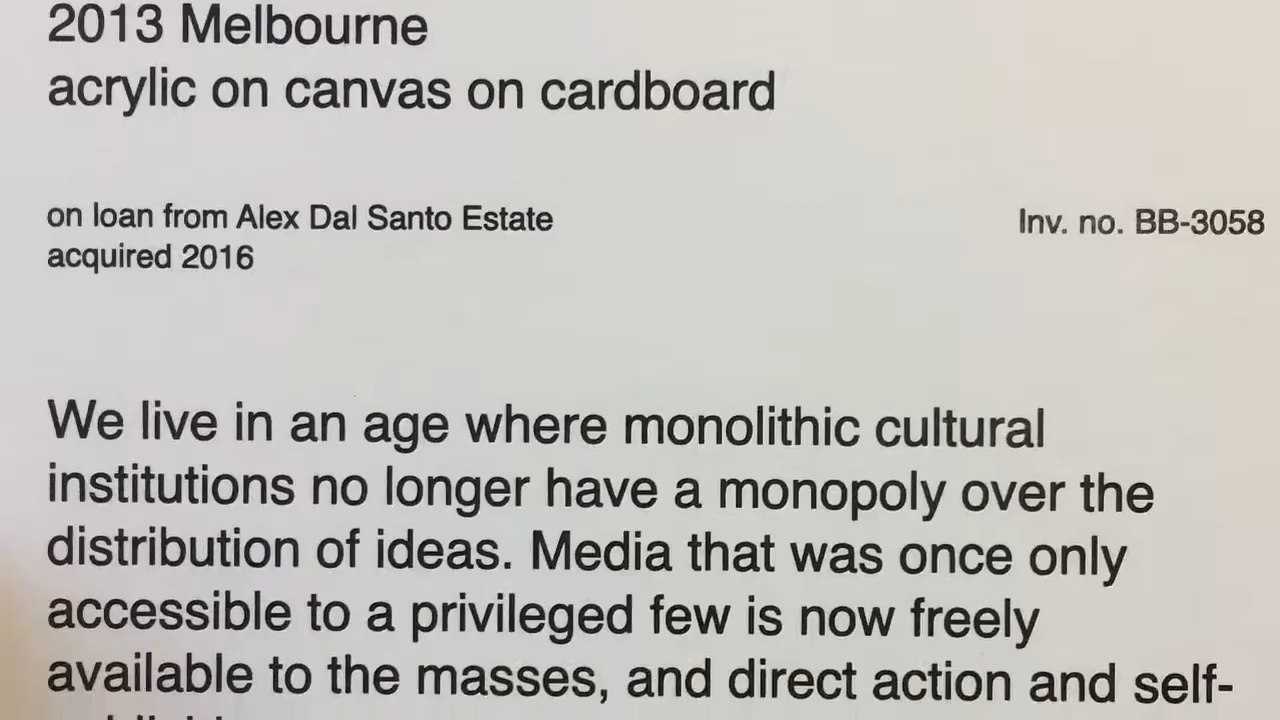 2013 Melbourne
acrylic on canvas on cardboard
on loan from Alex Dal Santo Estate
Inv. no. BB-3058
acquired 2016
We live in an age where monolithic cultural
institutions no longer have a monopoly over the
distribution of ideas. Media that was once only
accessible to a privileged few is now freely
available to the masses, and direct action and self-